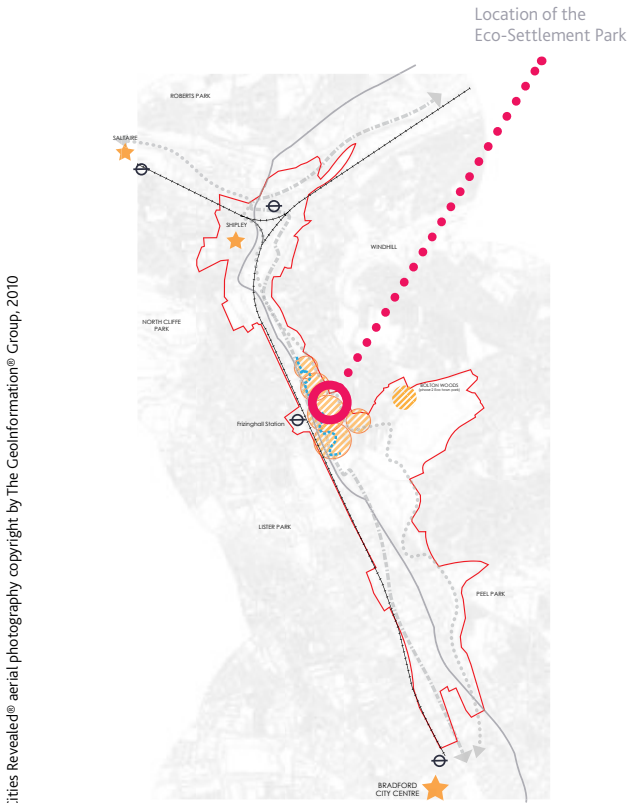 Location of the
Eco-Settlement Park
ROBERTS PARK
SALTAIRE
SHIPLEY
WINDHILL
NORTH CLIFFE
PARK
BOLTON WOODS
Frizinghall Station
LISTER PARK
PEEL PARK
BRADFORD
CITY CENTRE
Cities Revealed® aerial photography copyright by The GeoInformation® Group, 2010